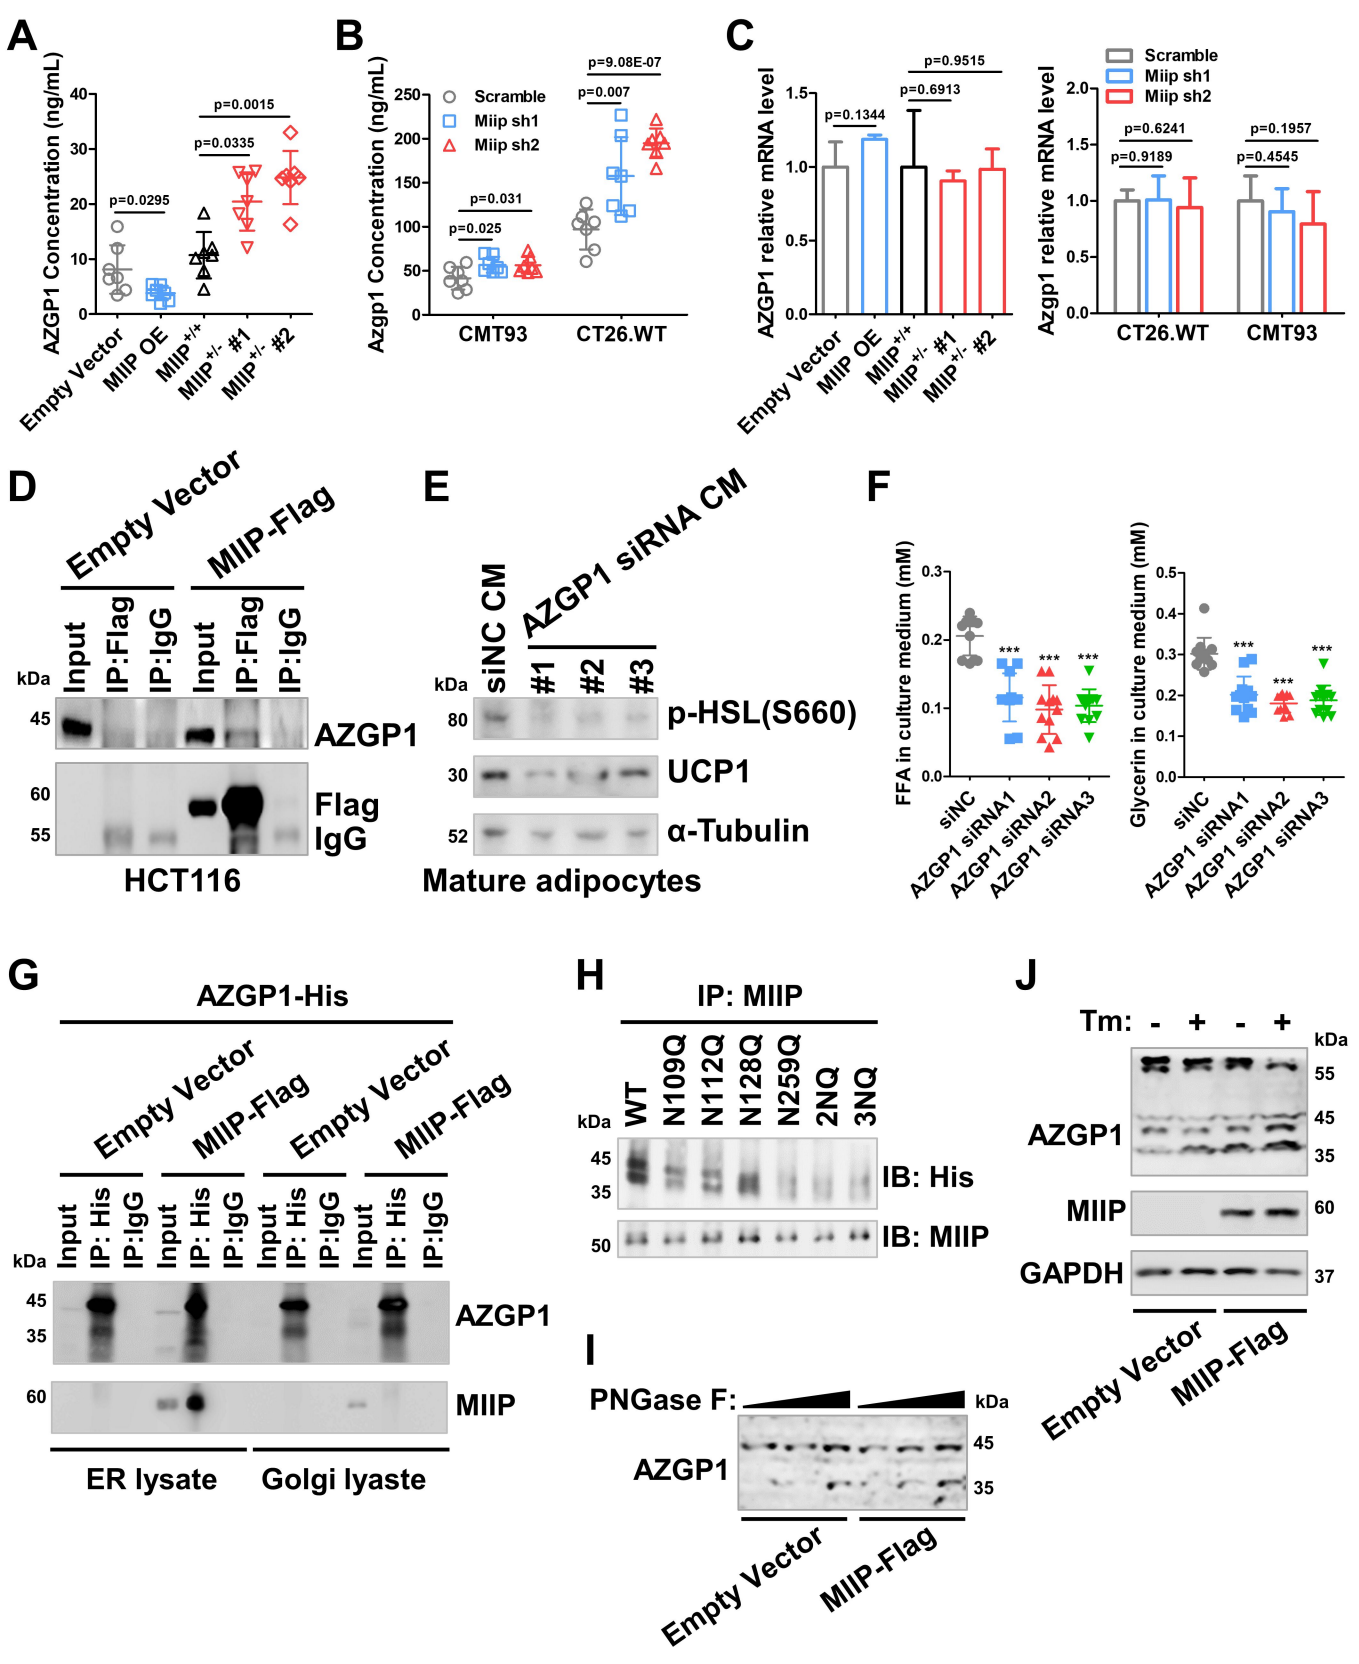 A
AZGP1 Concentration (ng/mL)
40
30
20
10
0
p=0.0015
p=0.0335
p=0.0295
Empty Vector
MIIP OE
MIIP+/+
MIIP+/- #1
MIIP+/- #2
B
Azgp1 Concentration (ng/mL)
250
200
150
100
50
0
Scramble
Miip sh1
Miip sh2
p=9.08E-07
p=0.007
p=0.031
p=0.025
CMT93
CT26.WT
C
AZGP1 relative mRNA level
1.5
1.0
0.5
0.0
p=0.9515
p=0.6913
p=0.1344
Empty Vector
MIIP OE
MIIP+/+
MIIP+/- #1
MIIP+/- #2
Scramble
Miip sh1
Miip sh2
Azgp1 relative mRNA level
2.0
1.5
1.0
0.5
0.0
p=0.6241
p=0.9189
p=0.1957
p=0.4545
CT26.WT
CMT93
D
Empty Vector
MIIP-Flag
Input
IP:Flag
IP:IgG
Input
IP:Flag
IP:IgG
kDa
45
AZGP1
60
Flag
55
IgG
HCT116
E
siNC CM
AZGP1 siRNA CM
#1
#2
#3
kDa
80
p-HSL(S660)
30
UCP1
52
α-Tubulin
Mature adipocytes
F
FFA in culture medium (mM)
0.3
0.2
0.1
0.0
***
***
***
siNC
AZGP1 siRNA1
AZGP1 siRNA2
AZGP1 siRNA3
Glycerin in culture medium (mM)
0.5
0.4
0.3
0.2
0.1
0.0
***
***
***
siNC
AZGP1 siRNA1
AZGP1 siRNA2
AZGP1 siRNA3
G
AZGP1-His
Empty Vector
MIIP-Flag
Empty Vector
MIIP-Flag
Input
IP: His
IP:IgG
Input
IP: His
IP:IgG
Input
IP: His
IP:IgG
Input
IP: His
IP:IgG
kDa
45
35
AZGP1
60
MIIP
ER lysate
Golgi lyaste
H
IP: MIIP
WT
N109Q
N112Q
N128Q
N259Q
2NQ
3NQ
kDa
45
35
IB: His
50
IB: MIIP
I
PNGase F:
kDa
45
35
AZGP1
Empty Vector
MIIP-Flag
J
Tm: - + - +
kDa
55
45
35
AZGP1
MIIP
60
GAPDH
37
Empty Vector
MIIP-Flag